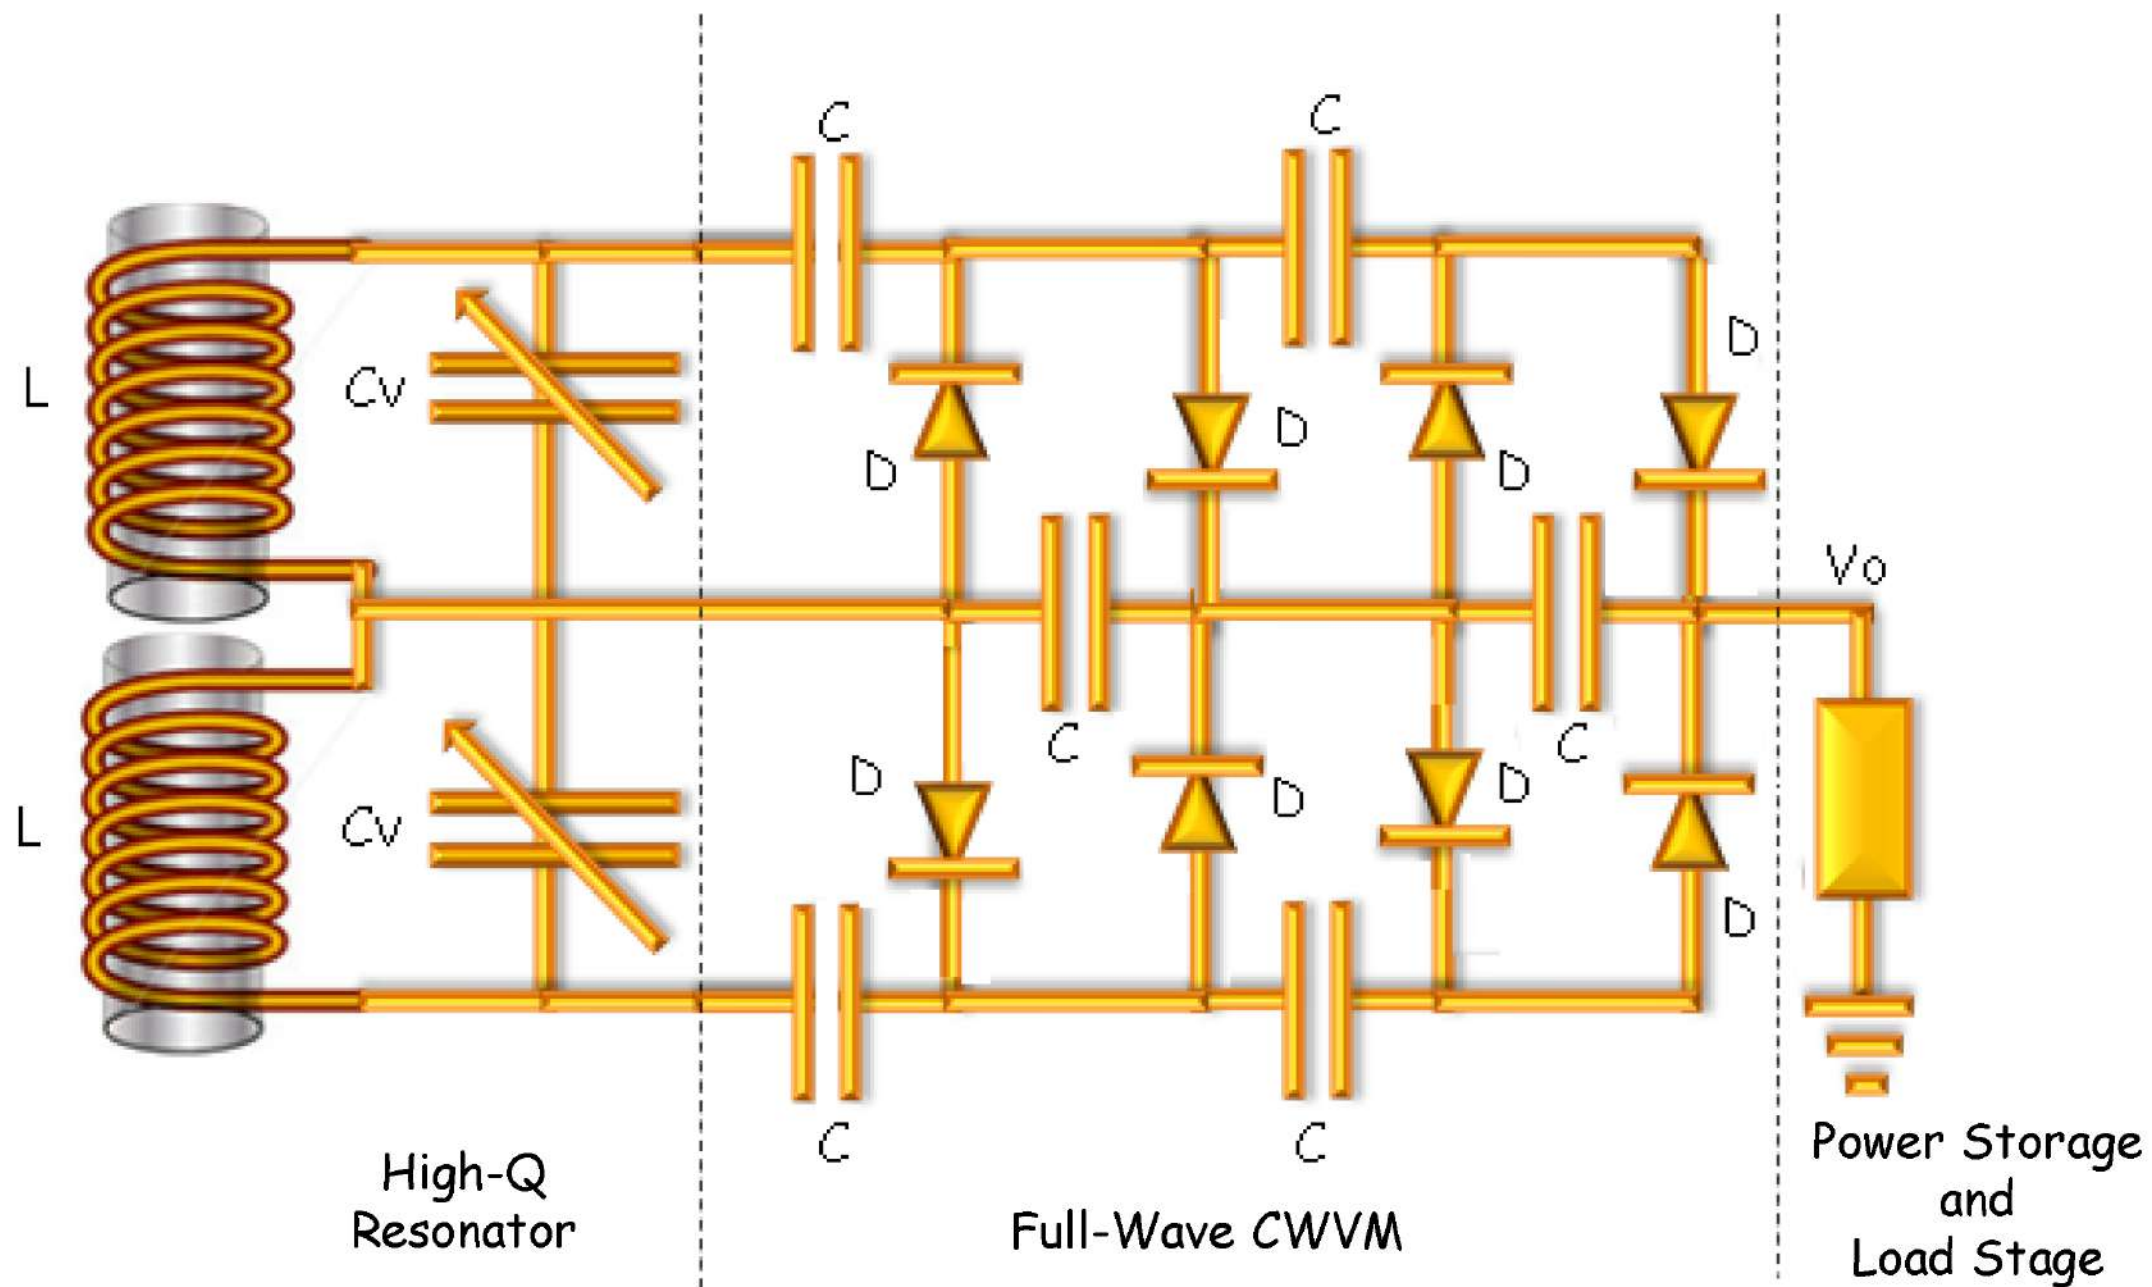 C
C
D
L
Cv
D
D
D
Vo
C
C
D
D
D
L
Cv
D
C
C
High-Q
Resonator
Full-Wave CWVM
Power Storage
and
Load Stage